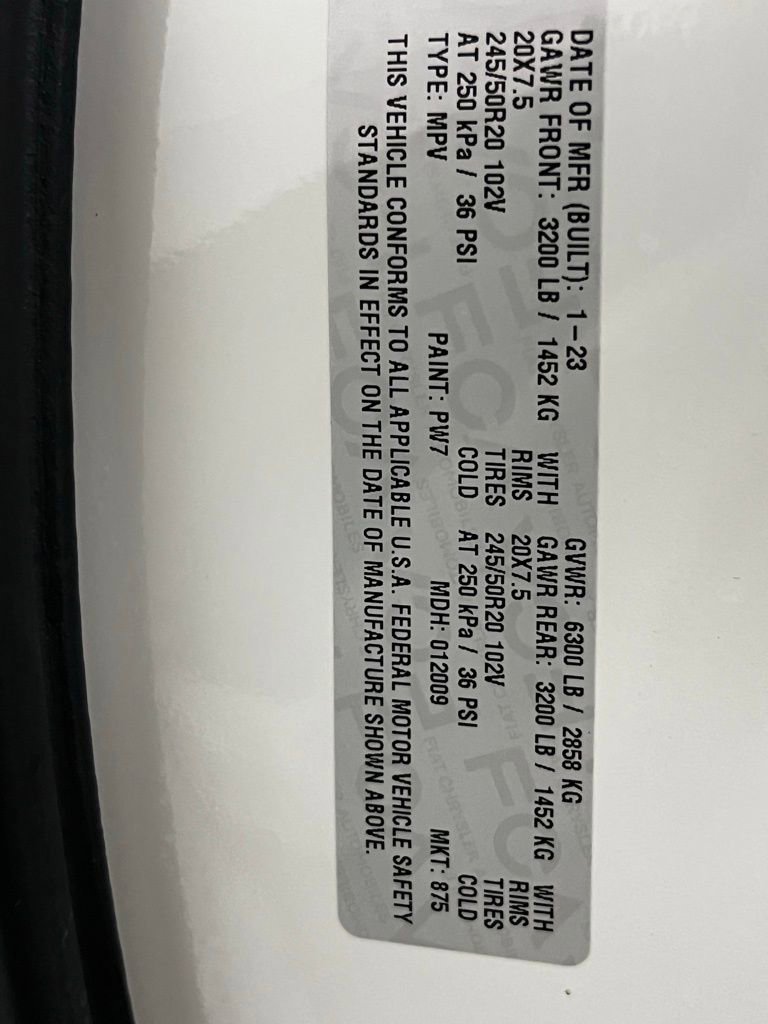 DATE OF MFR (BUILT): 1-23 GVWR: 6300 LB / 2858 KG
GAWR FRONT: 3200 LB / 1452 KG WITH GAWR REAR: 3200 LB / 1452 KG WITH
20X7.5 RIMS 20X7.5 RIMS
245/50R20 102V TIRES 245/50R20 102V TIRES
AT 250 kPa / 36 PSI COLD AT 250 kPa / 36 PSI COLD
TYPE: MPV PAINT: PW7 MDH: 012009 MKT: 875
THIS VEHICLE CONFORMS TO ALL APPLICABLE U.S.A. FEDERAL MOTOR VEHICLE SAFETY
STANDARDS IN EFFECT ON THE DATE OF MANUFACTURE SHOWN ABOVE.
FCA
FCA
FIAT CHRYSLER